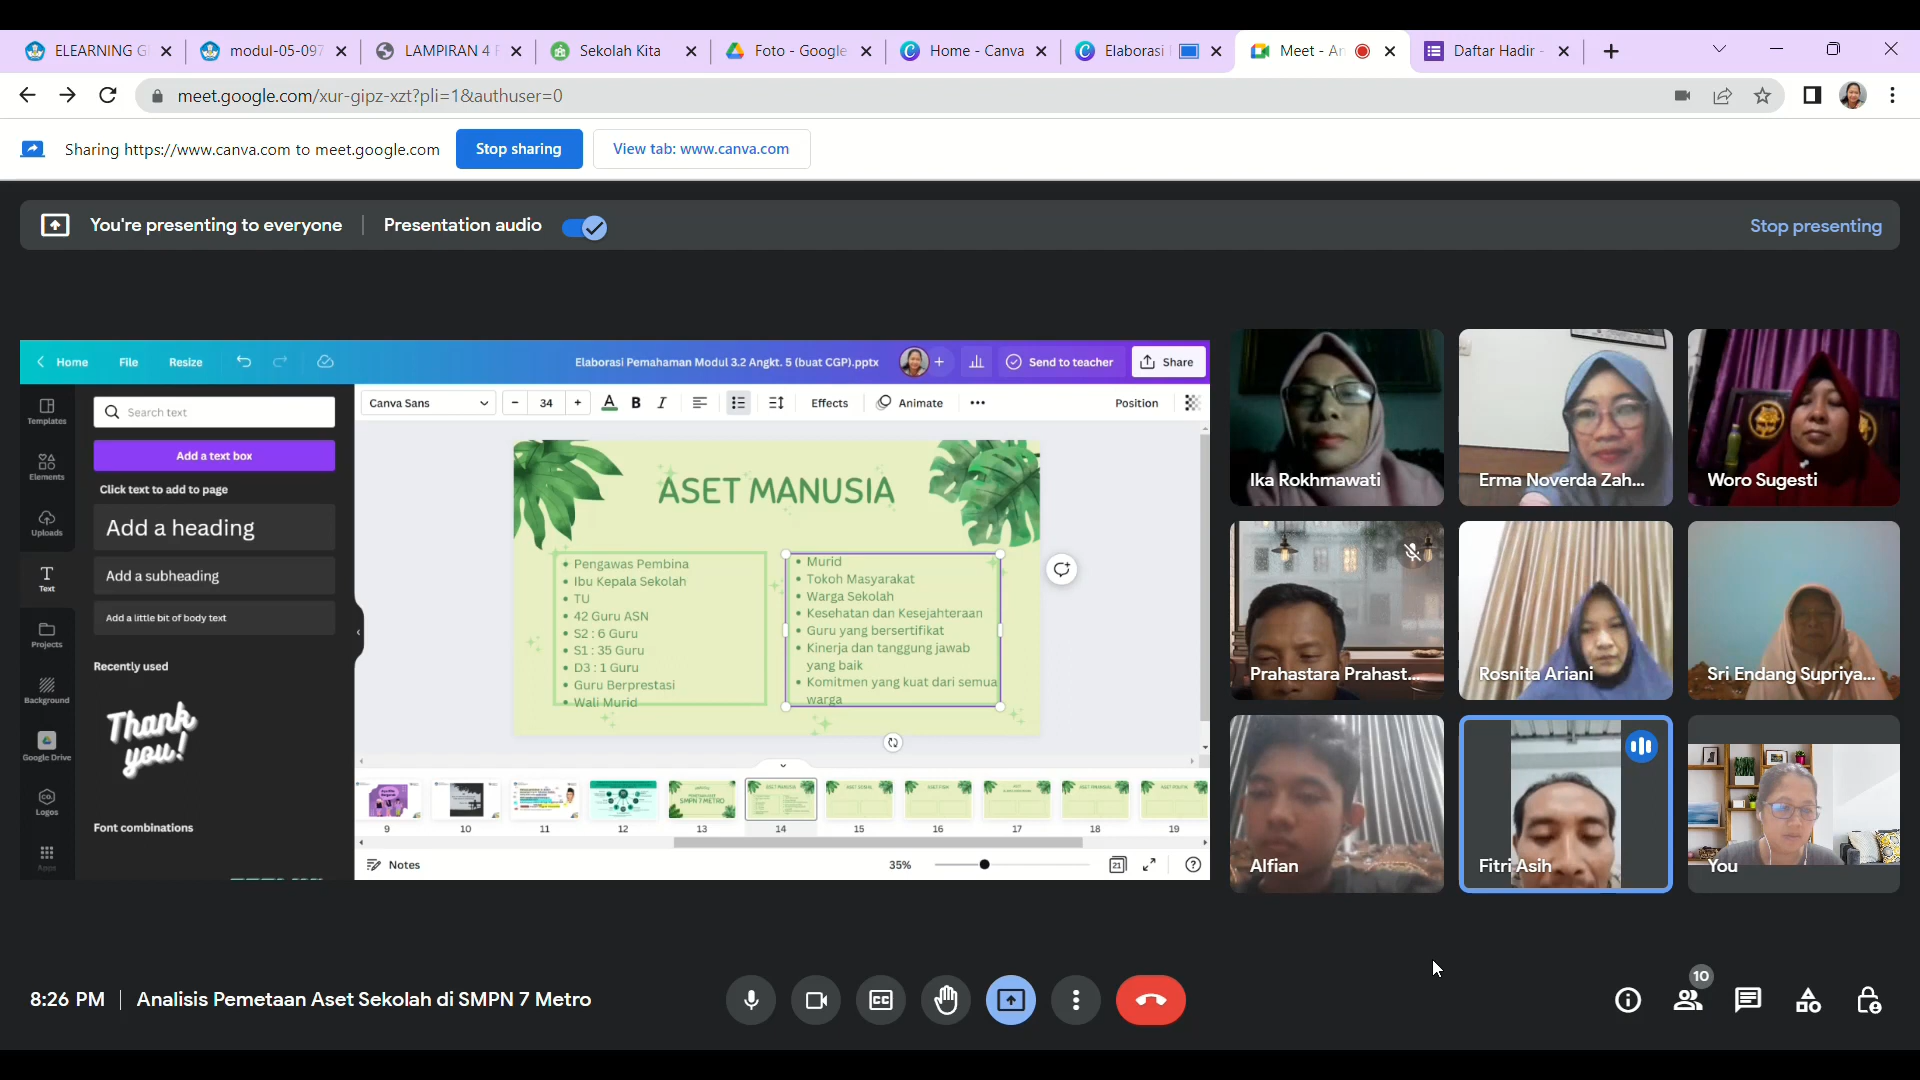 ELEARNING G
modul-05-097
LAMPIRAN 4 F
Sekolah Kita
Foto - Google
Home - Canva
Elaborasi
Meet - An
Daftar Hadir -
meet.google.com/xur-gipz-xzt?pli=1&authuser=0
Sharing https://www.canva.com to meet.google.com
Stop sharing
View tab: www.canva.com
You're presenting to everyone
Presentation audio
Stop presenting
Home
File
Resize
Elaborasi Pemahaman Modul 3.2 Angkt. 5 (buat CGP).pptx
Send to teacher
Share
Templates
Elements
Uploads
Text
Projects
Background
Google Drive
Logos
Apps
Search text
Add a text box
Click text to add to page
Add a heading
Add a subheading
Add a little bit of body text
Recently used
Thank
you!
Font combinations
Canva Sans
- 34 +
A B I
Effects
Animate
Position
ASET MANUSIA
• Pengawas Pembina
• Ibu Kepala Sekolah
• TU
• 42 Guru ASN
• S2 : 6 Guru
• S1 : 35 Guru
• D3 : 1 Guru
• Guru Berprestasi
• Wali Murid
• Murid
• Tokoh Masyarakat
• Warga Sekolah
• Kesehatan dan Kesejahteraan
• Guru yang bersertifikat
• Kinerja dan tanggung jawab
yang baik
• Komitmen yang kuat dari semua
warga
SMPN 7 METRO
9 10 11 12 13 14 15 16 17 18 19
Notes
35%
21
Ika Rokhmawati
Erma Noverda Zah...
Woro Sugesti
Prahastara Prahast...
Rosnita Ariani
Sri Endang Supriya...
Alfian
Fitri Asih
You
8:26 PM | Analisis Pemetaan Aset Sekolah di SMPN 7 Metro
10